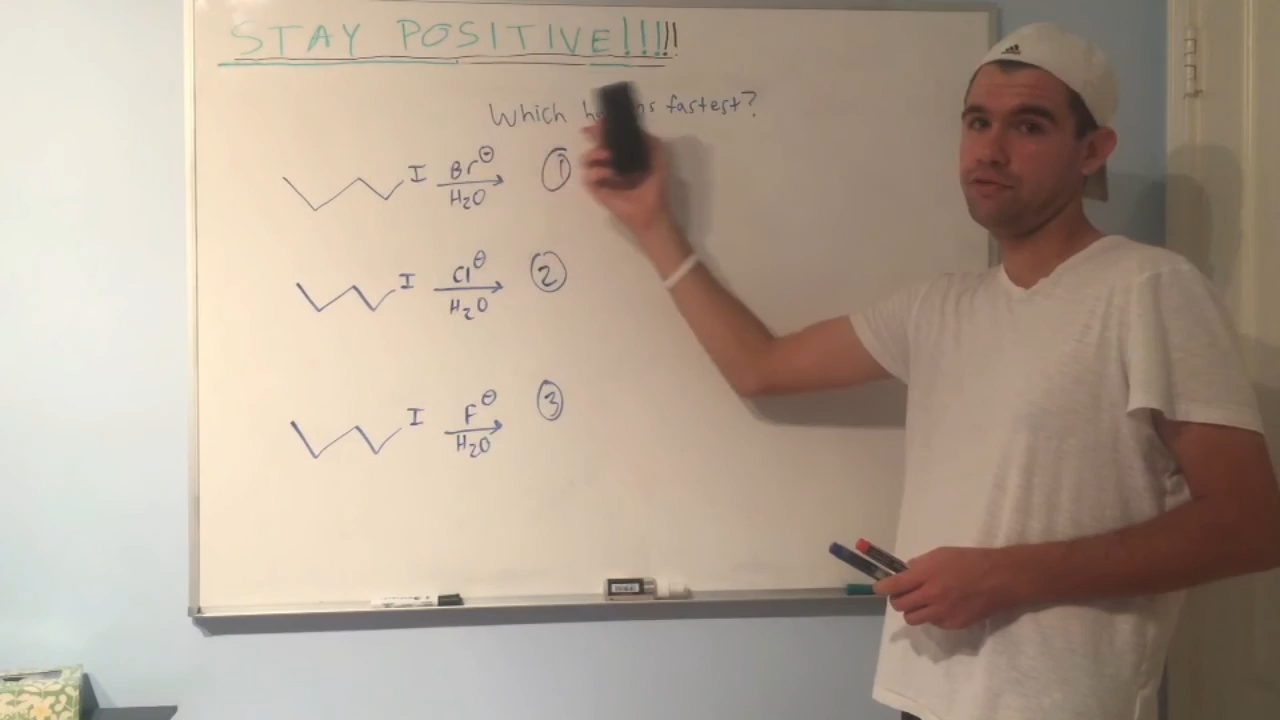 STAY POSITIVE!!!!!
Which fastest?
I Br⊖ ①
H₂O
I Cl⊖ ②
H₂O
I F⊖ ③
H₂O